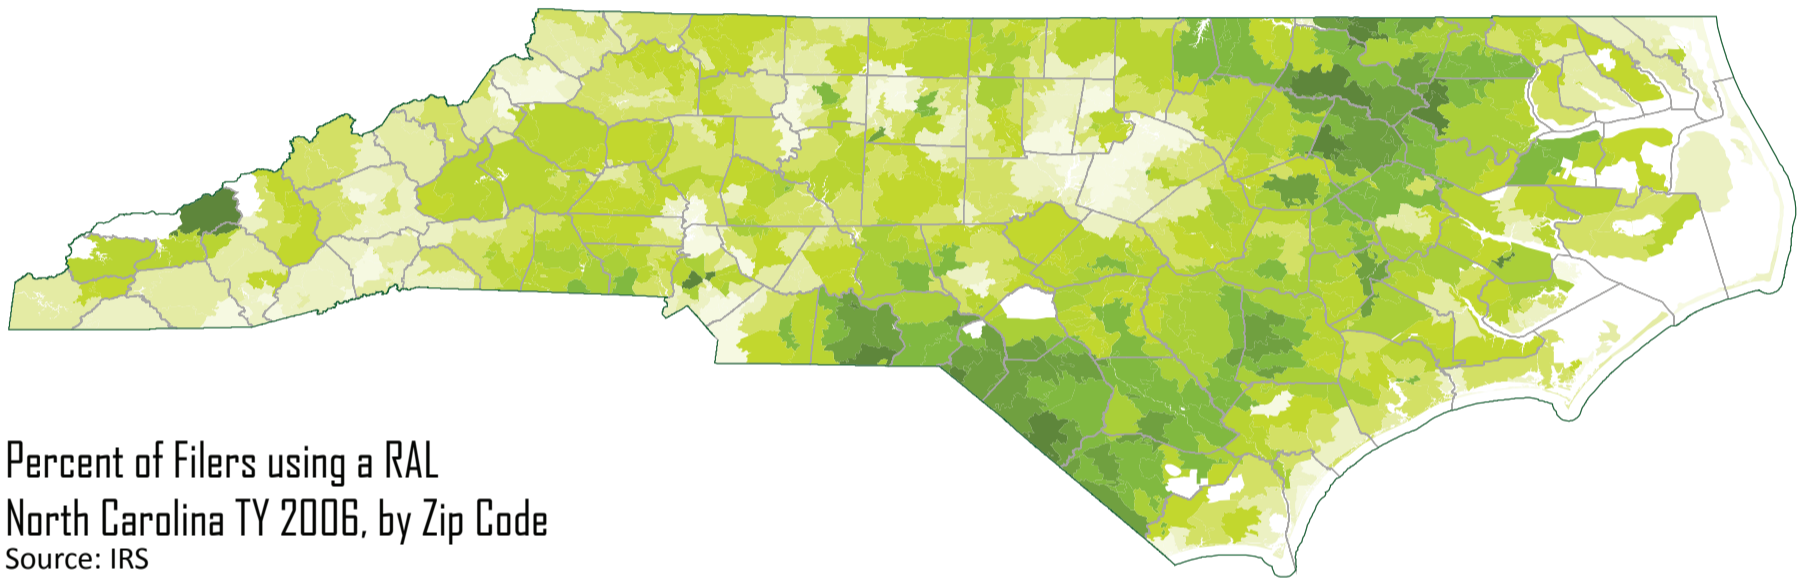 Percent of Filers using a RAL
North Carolina TY 2006, by Zip Code
Source: IRS